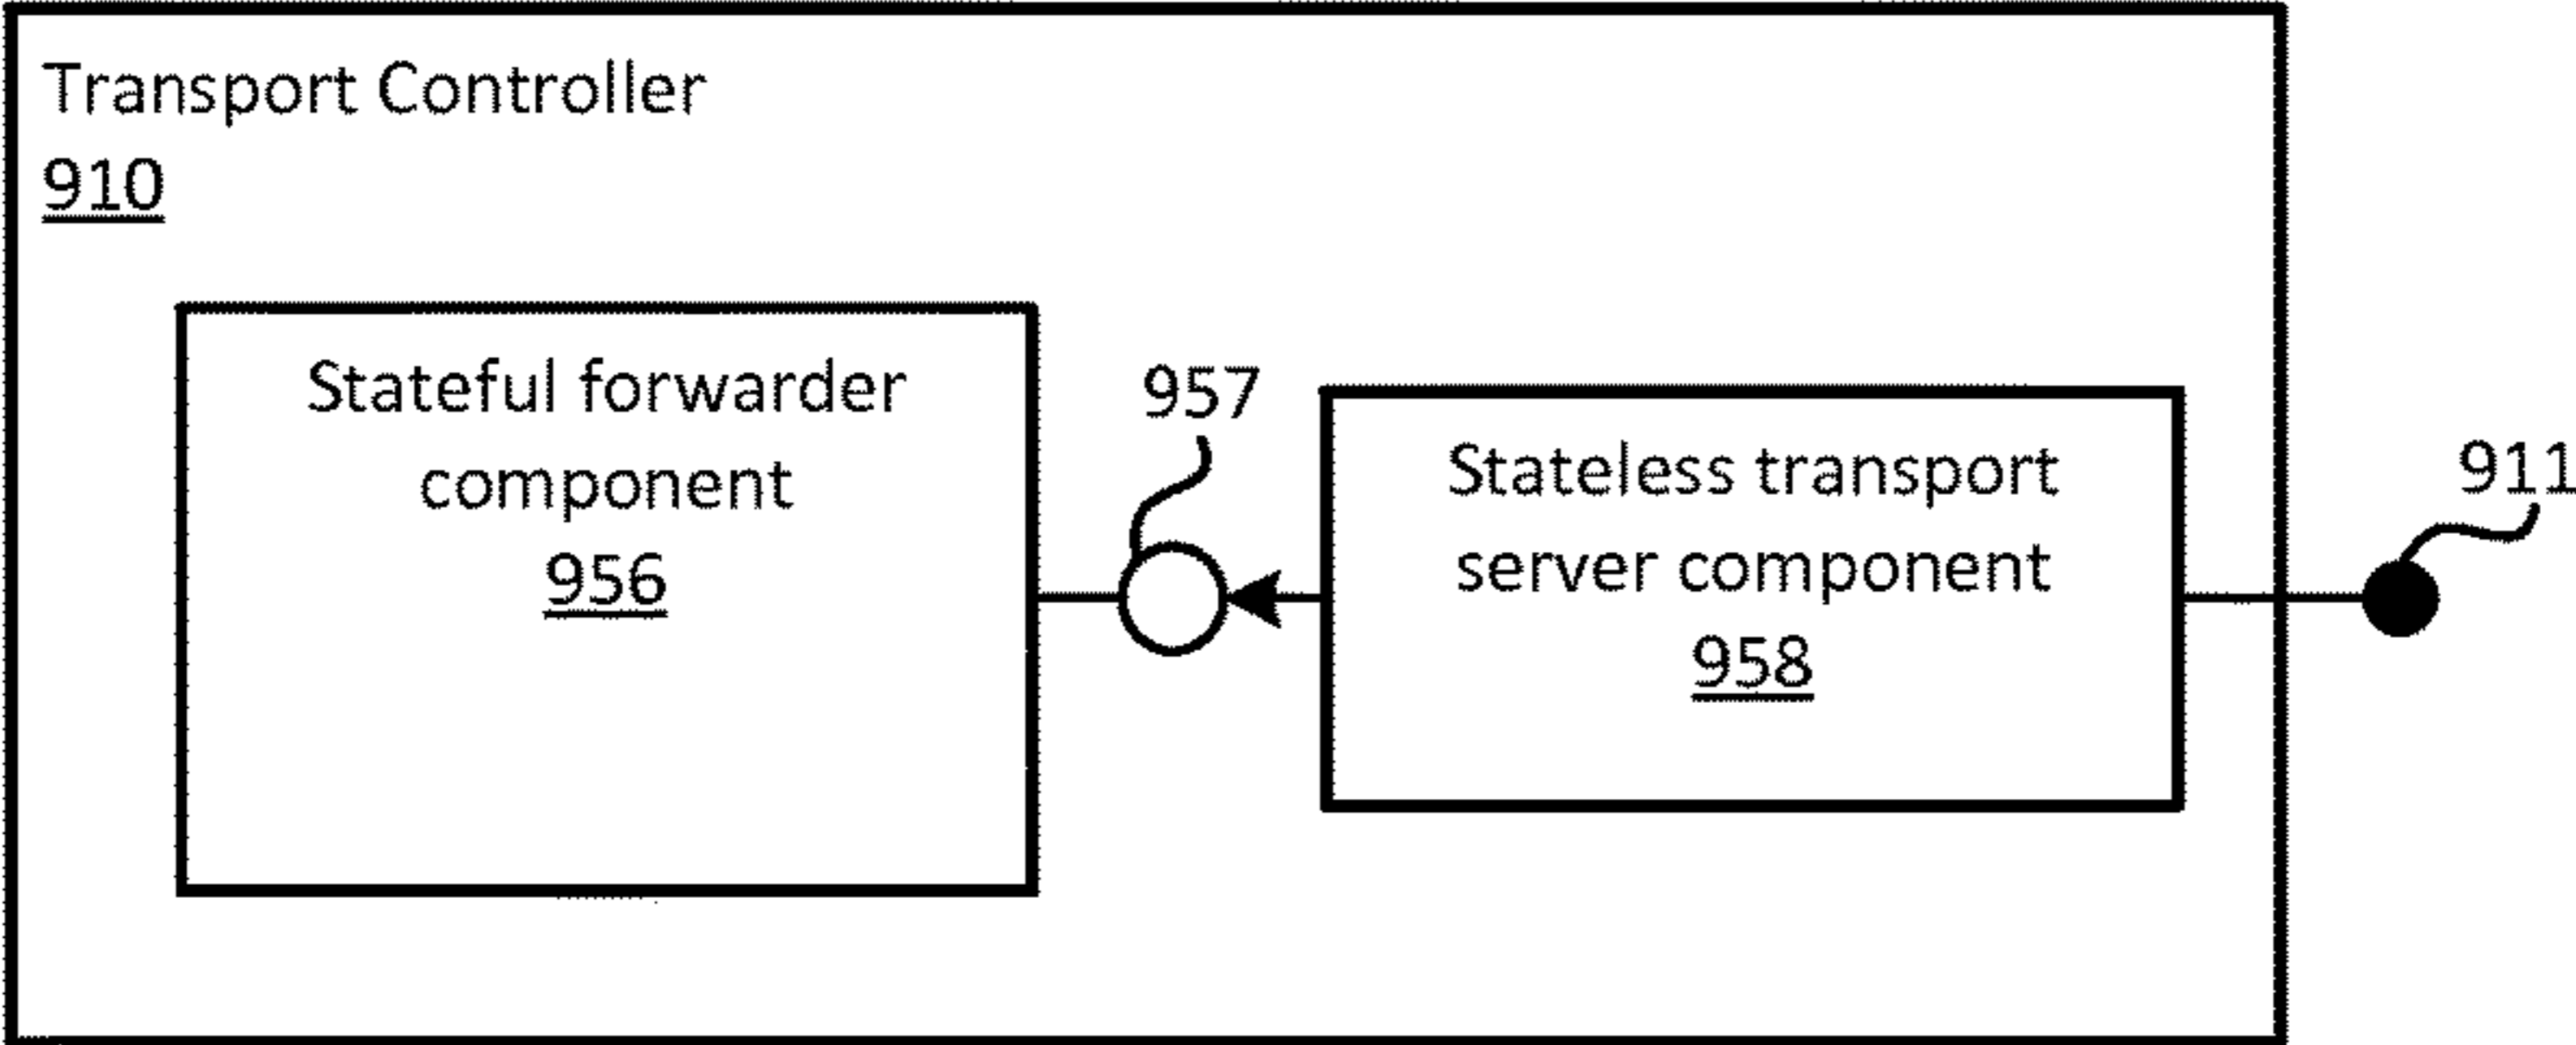 Transport Controller
910
Stateful forwarder
component
956
957
Stateless transport
server component
958
911